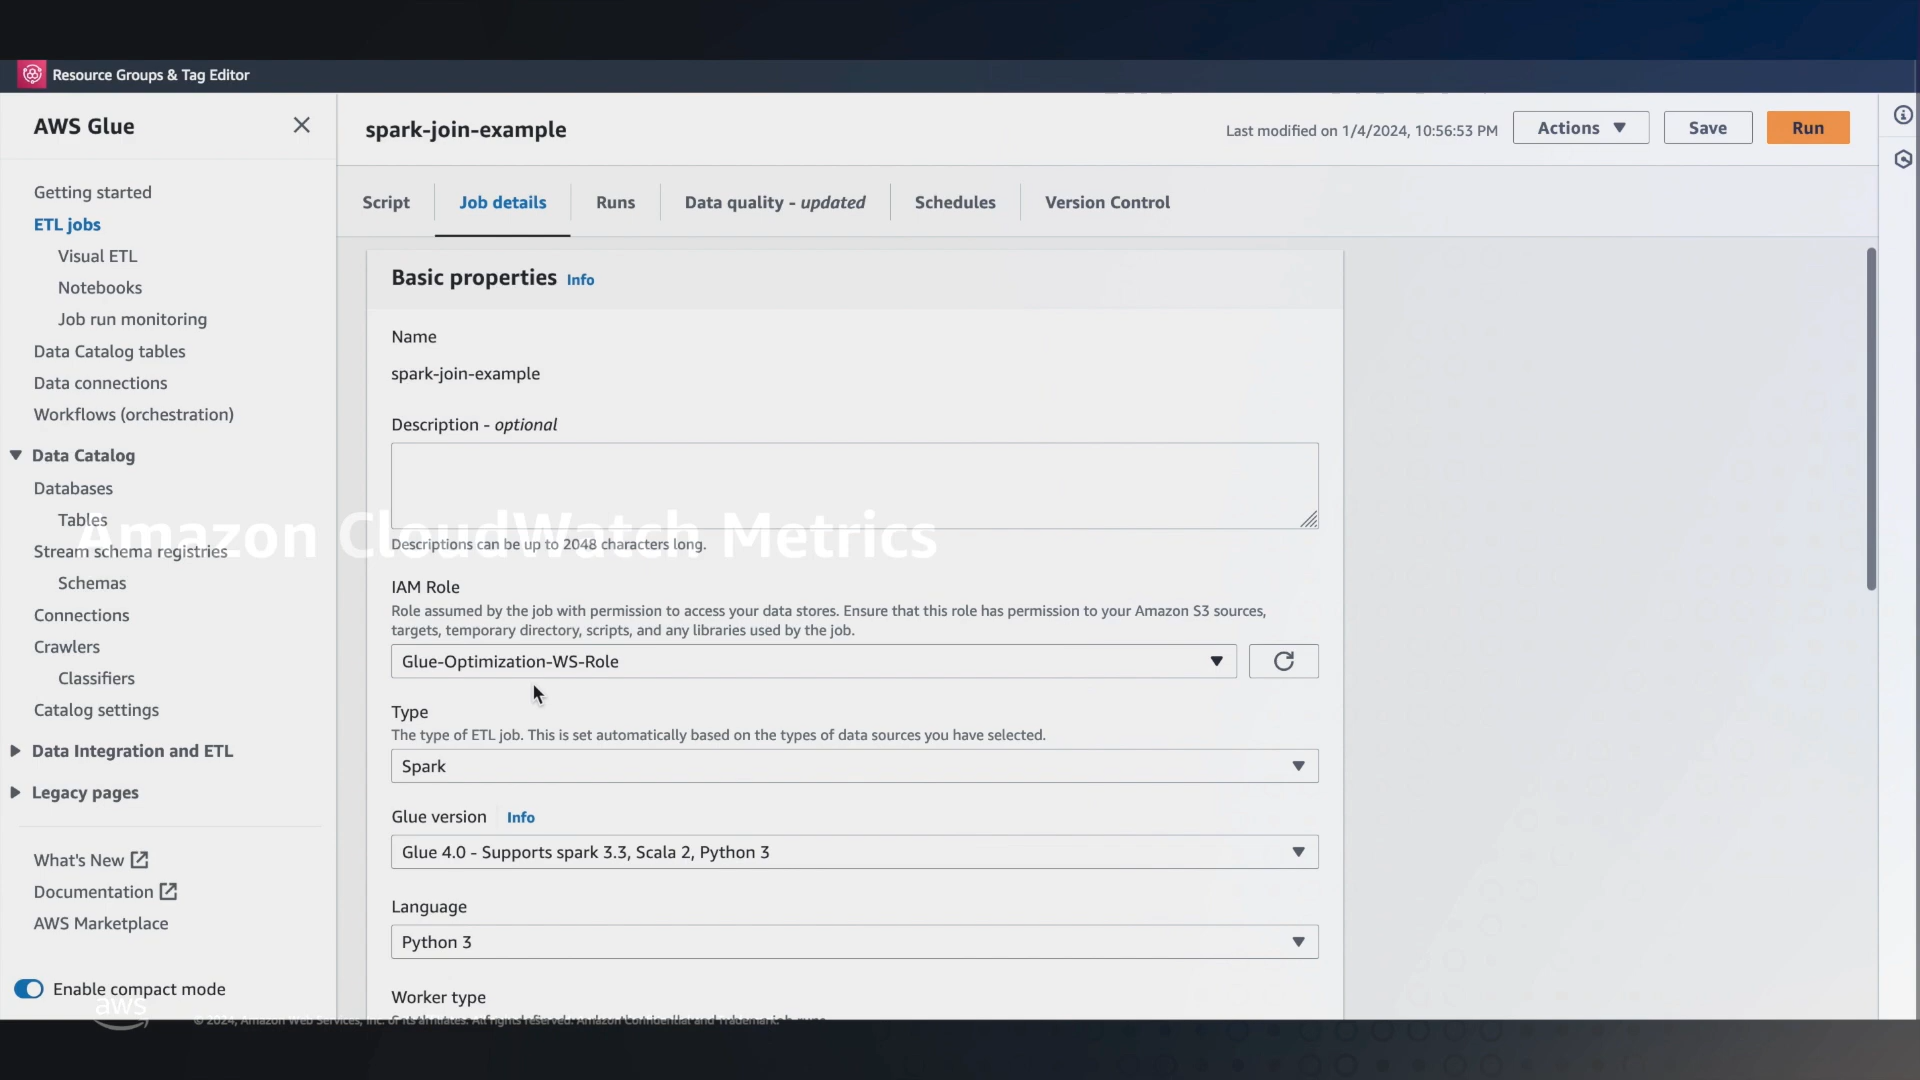 Resource Groups & Tag Editor
AWS Glue
Getting started
ETL jobs
Visual ETL
Notebooks
Job run monitoring
Data Catalog tables
Data connections
Workflows (orchestration)
Data Catalog
Databases
Tables
Stream schema registries
Schemas
Connections
Crawlers
Classifiers
Catalog settings
Data Integration and ETL
Legacy pages
What's New
Documentation
AWS Marketplace
Enable compact mode
spark-join-example
Last modified on 1/4/2024, 10:56:53 PM
Actions
Save
Run
Script
Job details
Runs
Data quality - updated
Schedules
Version Control
Basic properties Info
Name
spark-join-example
Description - optional
Amazon CloudWatch Metrics
Descriptions can be up to 2048 characters long.
IAM Role
Role assumed by the job with permission to access your data stores. Ensure that this role has permission to your Amazon S3 sources,
targets, temporary directory, scripts, and any libraries used by the job.
Glue-Optimization-WS-Role
Type
The type of ETL job. This is set automatically based on the types of data sources you have selected.
Spark
Glue version Info
Glue 4.0 - Supports spark 3.3, Scala 2, Python 3
Language
Python 3
Worker type
aws
© 2024, Amazon Web Services, Inc.